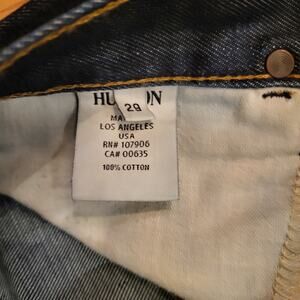 29
LOS ANGELES
USA
RN# 107906
CA# 00635
100% COTTON